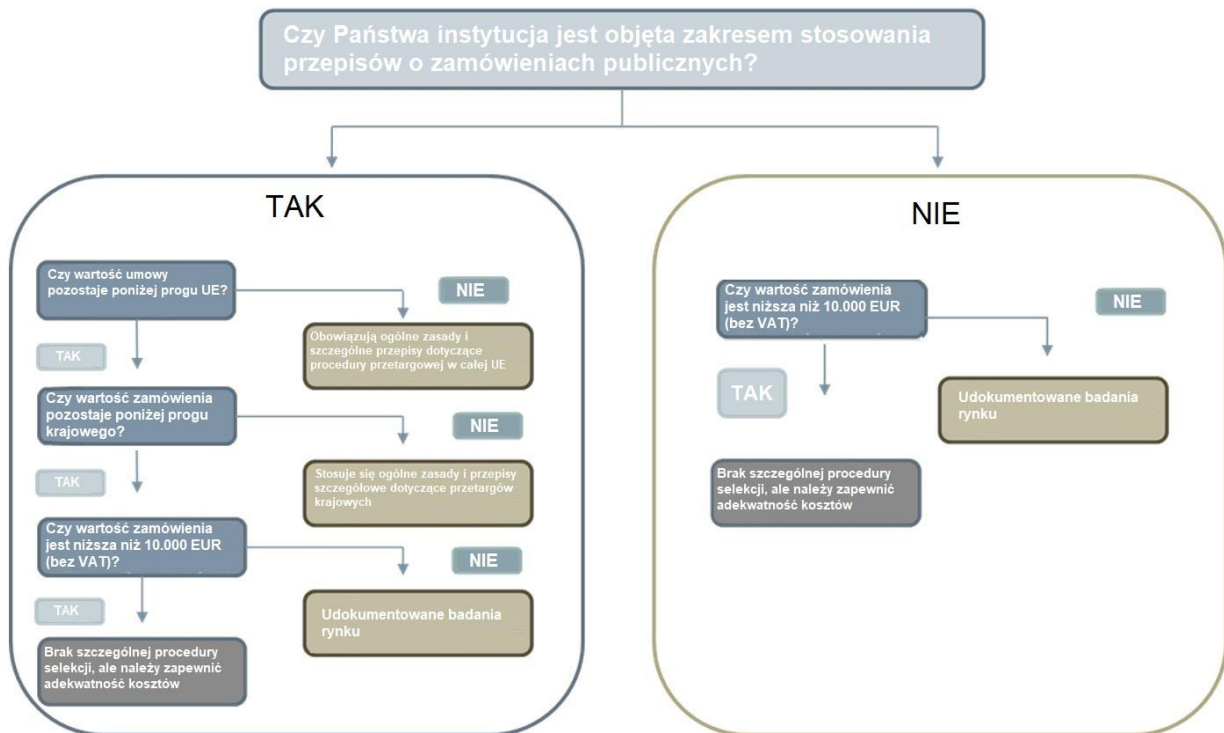 Czy Państwa instytucja jest objęta zakresem stosowania
przepisów o zamówieniach publicznych?
TAK
Czy wartość umowy
pozostaje poniżej progu UE?
NIE
Obowiązują ogólne zasady i
szczególne przepisy dotyczące
procedury przetargowej w całej UE
TAK
Czy wartość zamówienia
pozostaje poniżej progu
krajowego?
NIE
Stosuje się ogólne zasady i przepisy
szczegółowe dotyczące przetargów
krajowych
TAK
Czy wartość zamówienia
jest niższa niż 10.000 EUR
(bez VAT)?
NIE
Udokumentowane badania
rynku
TAK
Brak szczególnej procedury
selekcji, ale należy zapewnić
adekwatność kosztów
NIE
Czy wartość zamówienia
jest niższa niż 10.000 EUR
(bez VAT)?
NIE
Udokumentowane badania
rynku
TAK
Brak szczególnej procedury
selekcji, ale należy zapewnić
adekwatność kosztów